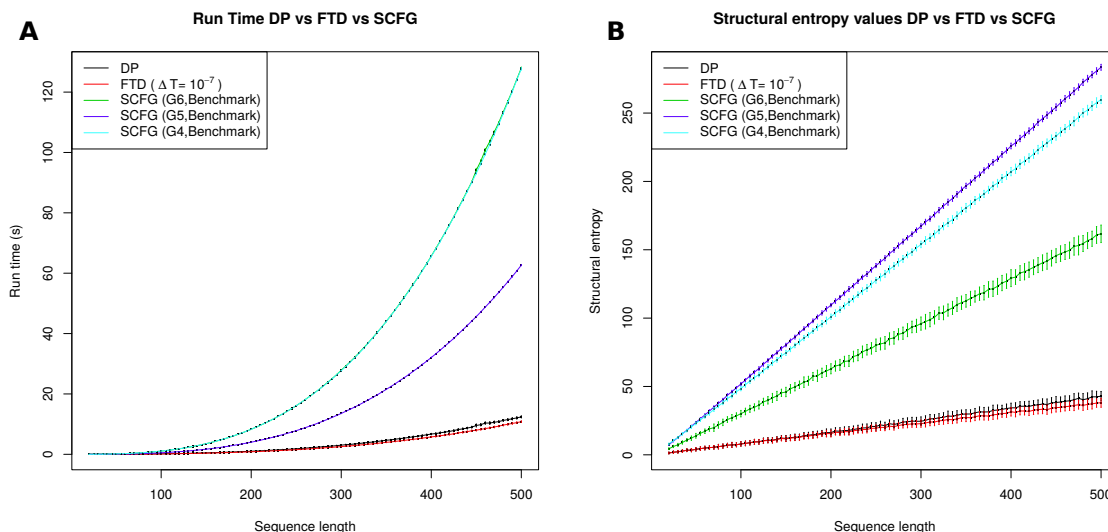 A
Run Time DP vs FTD vs SCFG
DP
FTD ( Δ T= 10⁻⁷ )
SCFG (G6,Benchmark)
SCFG (G5,Benchmark)
SCFG (G4,Benchmark)
Run time (s)
120
100
80
60
40
20
0
100 200 300 400 500
Sequence length
B
Structural entropy values DP vs FTD vs SCFG
DP
FTD ( Δ T= 10⁻⁷ )
SCFG (G6,Benchmark)
SCFG (G5,Benchmark)
SCFG (G4,Benchmark)
Structural entropy
250
200
150
100
50
0
100 200 300 400 500
Sequence length